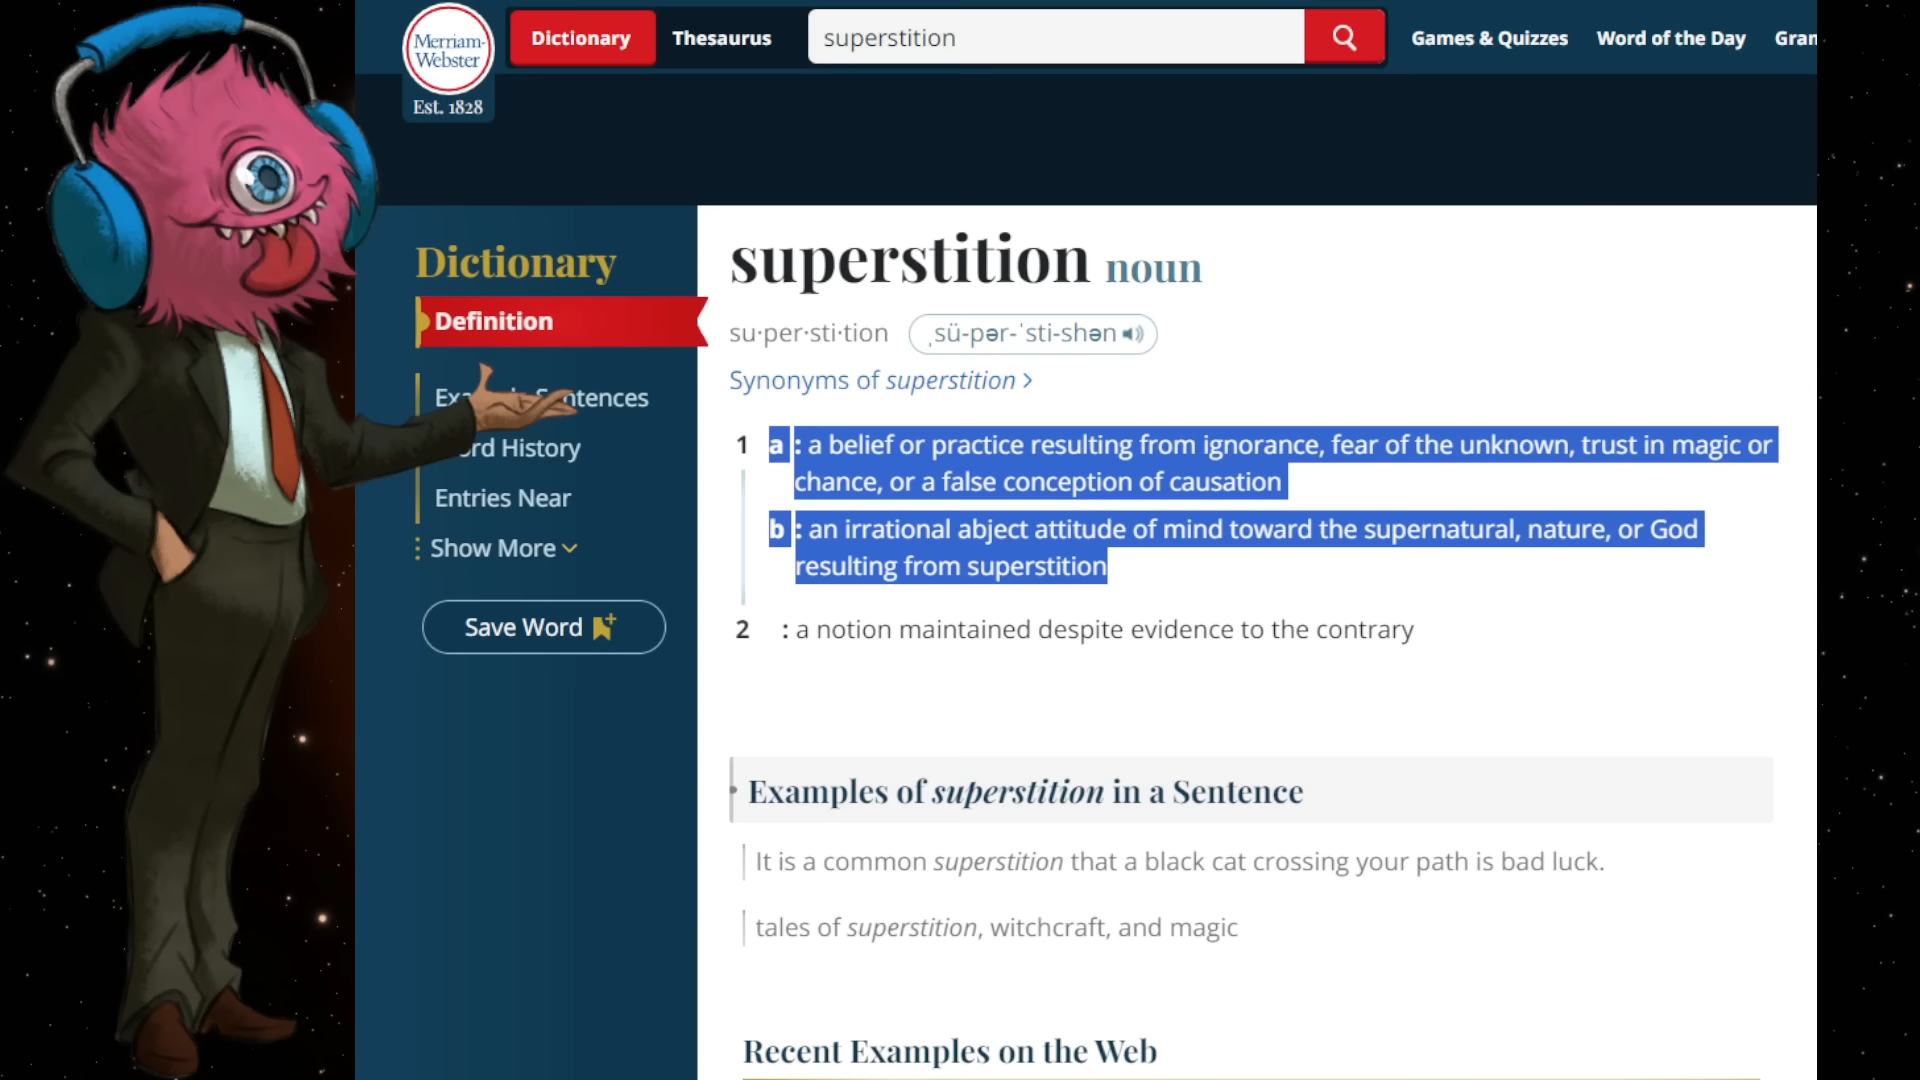 Merriam-
Webster
Est. 1828
Dictionary
Thesaurus
superstition
Games & Quizzes
Word of the Day
Gram
Dictionary
Definition
Sentences
Word History
Entries Near
Show More
Save Word
superstition noun
su·per·sti·tion ˌsü-pər-ˈsti-shən
Synonyms of superstition >
1 a : a belief or practice resulting from ignorance, fear of the unknown, trust in magic or
chance, or a false conception of causation
b : an irrational abject attitude of mind toward the supernatural, nature, or God
resulting from superstition
2 : a notion maintained despite evidence to the contrary
Examples of superstition in a Sentence
It is a common superstition that a black cat crossing your path is bad luck.
tales of superstition, witchcraft, and magic
Recent Examples on the Web